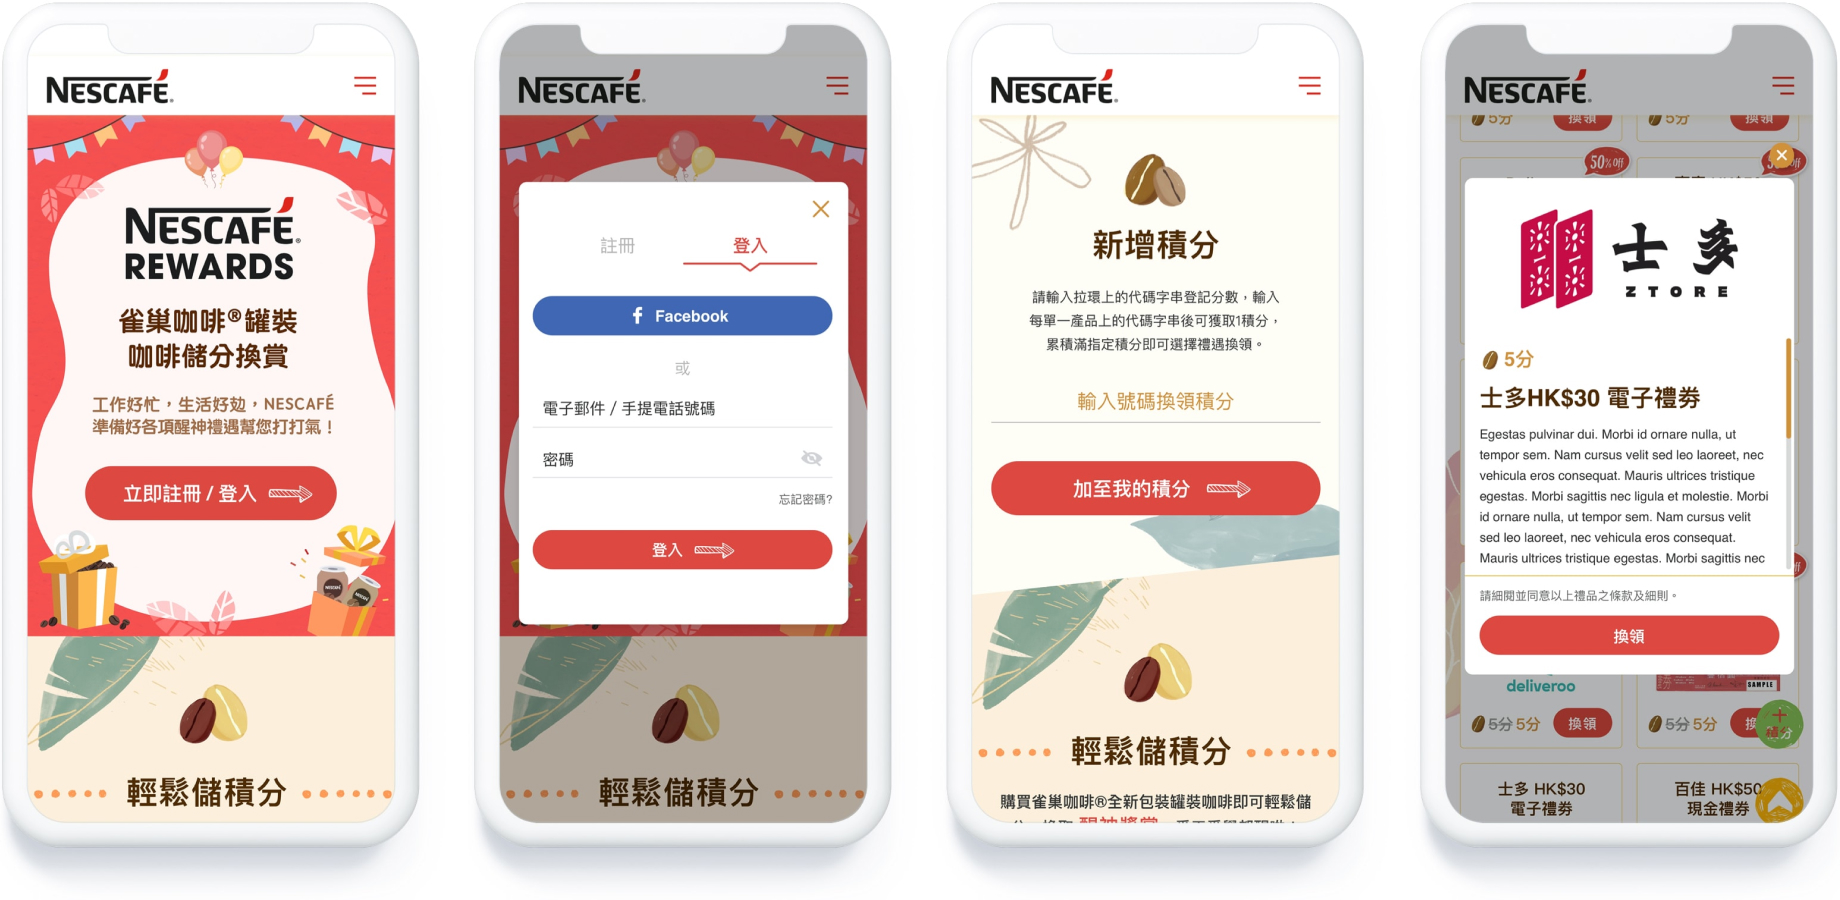 NESCAFÉ.
NESCAFÉ.
REWARDS
雀巢咖啡®罐裝
咖啡儲分換賞
工作好忙，生活好攰，NESCAFÉ
準備好各項醒神禮遇幫您打打氣！
立即註冊 / 登入
NESCAFÉ
NESCAFÉ
輕鬆儲積分
NESCAFÉ.
註冊
登入
Facebook
或
電子郵件 / 手提電話號碼
密碼
忘記密碼?
登入
輕鬆儲積分
NESCAFÉ.
新增積分
請輸入拉環上的代碼字串登記分數，輸入
每單一產品上的代碼字串後可獲取1積分，
累積滿指定積分即可選擇禮遇換領。
輸入號碼換領積分
加至我的積分
輕鬆儲積分
購買雀巢咖啡®全新包裝罐裝咖啡即可輕鬆儲
NESCAFÉ.
5分 換領
5分 換領
50% off
士多
ZTORE
5分
士多HK$30 電子禮券
Egestas pulvinar dui. Morbi id ornare nulla, ut
tempor sem. Nam cursus velit sed leo laoreet, nec
vehicula eros consequat. Mauris ultrices tristique
egestas. Morbi sagittis nec ligula et molestie. Morbi
id ornare nulla, ut tempor sem. Nam cursus velit
sed leo laoreet, nec vehicula eros consequat.
Mauris ultrices tristique egestas. Morbi sagittis nec
請細閱並同意以上禮品之條款及細則。
換領
deliveroo
SAMPLE
5分 5分 換領
5分 5分
積分
士多 HK$30
電子禮券
百佳 HK$50
現金禮券